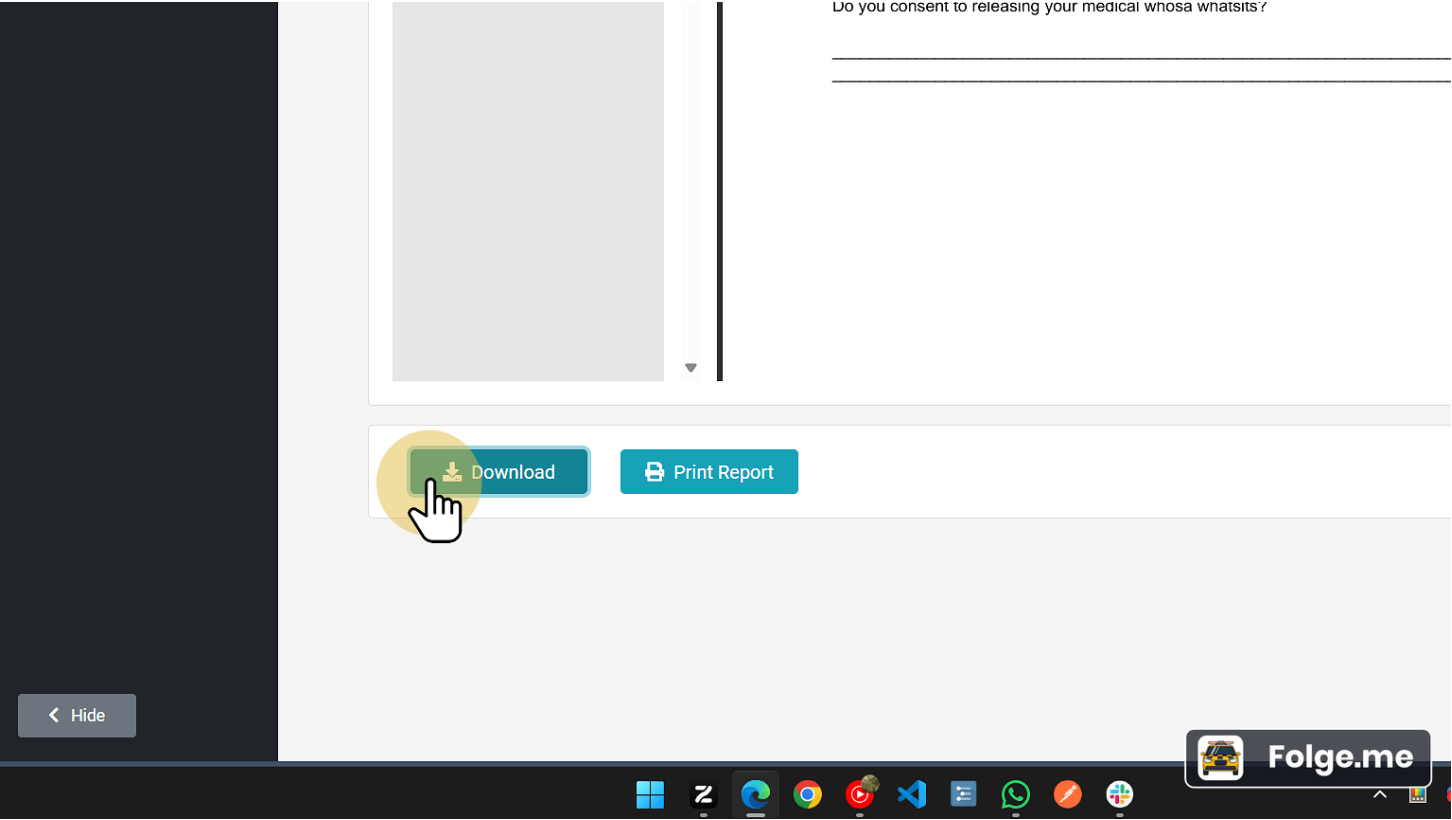 Do you consent to releasing your medical whosa whatsits?
Download
Print Report
Hide
Folge.me